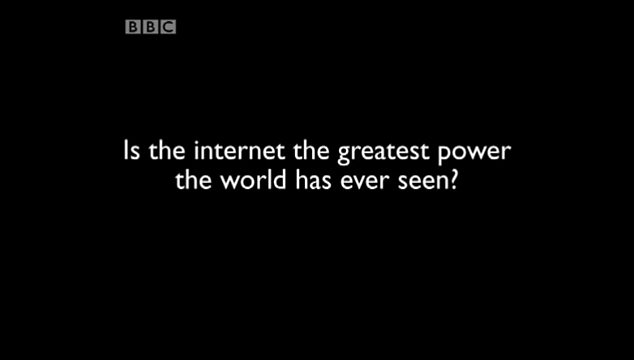 BBC
Is the internet the greatest power
the world has ever seen?